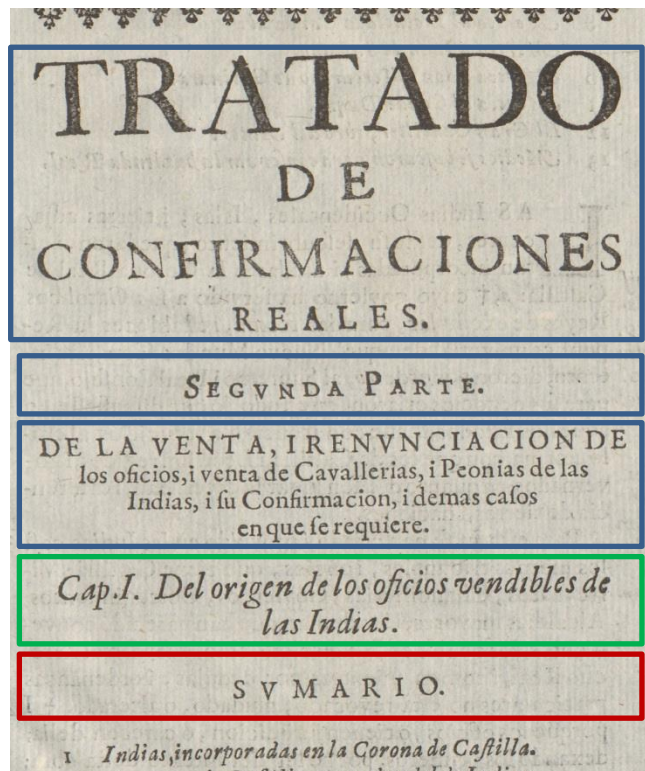 TRATADO
DE
CONFIRMACIONES
REALES.
SEGVNDA PARTE.
DE LA VENTA, I RENVNCIACION DE
los oficios, i venta de Cavallerias, i Peonias de las
Indias, i ſu Confirmacion, i demas caſos
en que ſe requiere.
Cap. I. Del origen de los oficios vendibles de
las Indias.
SVMARIO.
1 Indias, incorporadas en la Corona de Caſtilla.